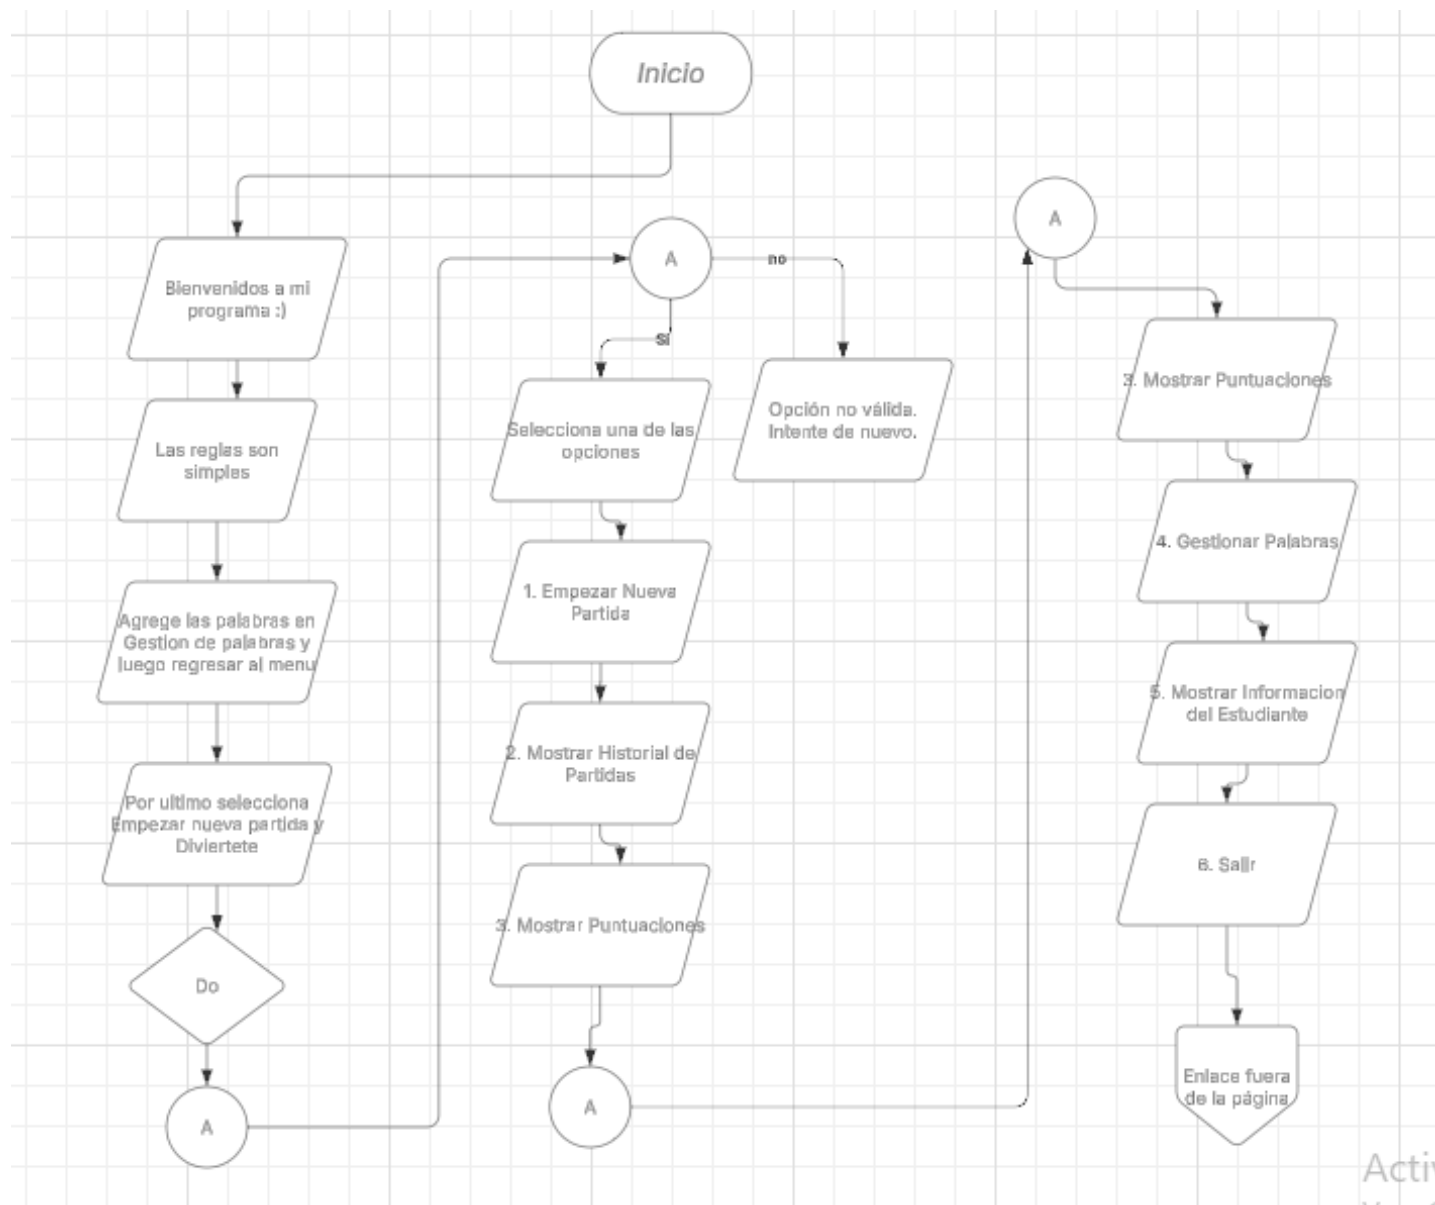 Inicio
Bienvenidos a mi
programa :)
Las reglas son
simples
Agrege las palabras en
Gestion de palabras y
luego regresar al menu
Por ultimo selecciona
Empezar nueva partida y
Diviertete
Do
A
A
no
Si
Selecciona una de las
opciones
Opción no válida.
Intente de nuevo.
1. Empezar Nueva
Partida
2. Mostrar Historial de
Partidas
3. Mostrar Puntuaciones
A
A
3. Mostrar Puntuaciones
4. Gestionar Palabras
5. Mostrar Informacion
del Estudiante
6. Salir
Enlace fuera
de la página